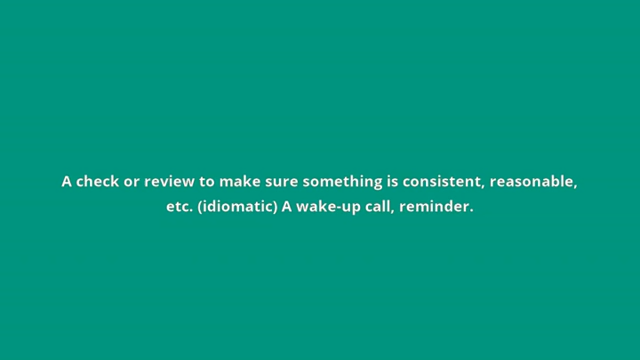 A check or review to make sure something is consistent, reasonable,
etc. (idiomatic) A wake-up call, reminder.